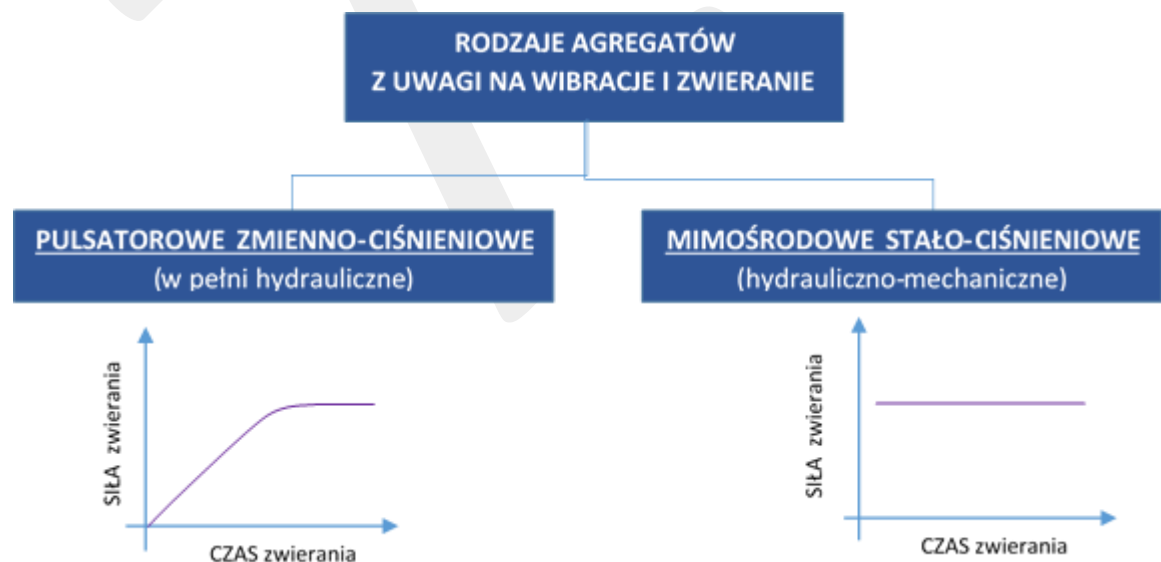 RODZAJE AGREGATÓW
Z UWAGI NA WIBRACJE I ZWIERANIE
PULSATOROWE ZMIENNO-CIŚNIENIOWE
(w pełni hydrauliczne)
MIMOŚRODOWE STAŁO-CIŚNIENIOWE
(hydrauliczno-mechaniczne)
SIŁA zwierania
CZAS zwierania
SIŁA zwierania
CZAS zwierania